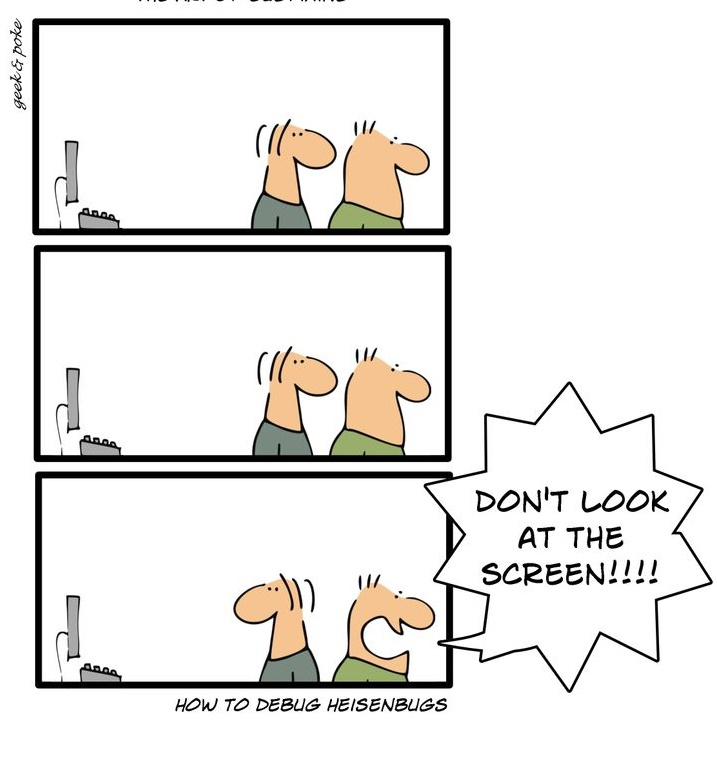 geek & poke
DON'T LOOK
AT THE
SCREEN!!!!
HOW TO DEBUG HEISENBUGS